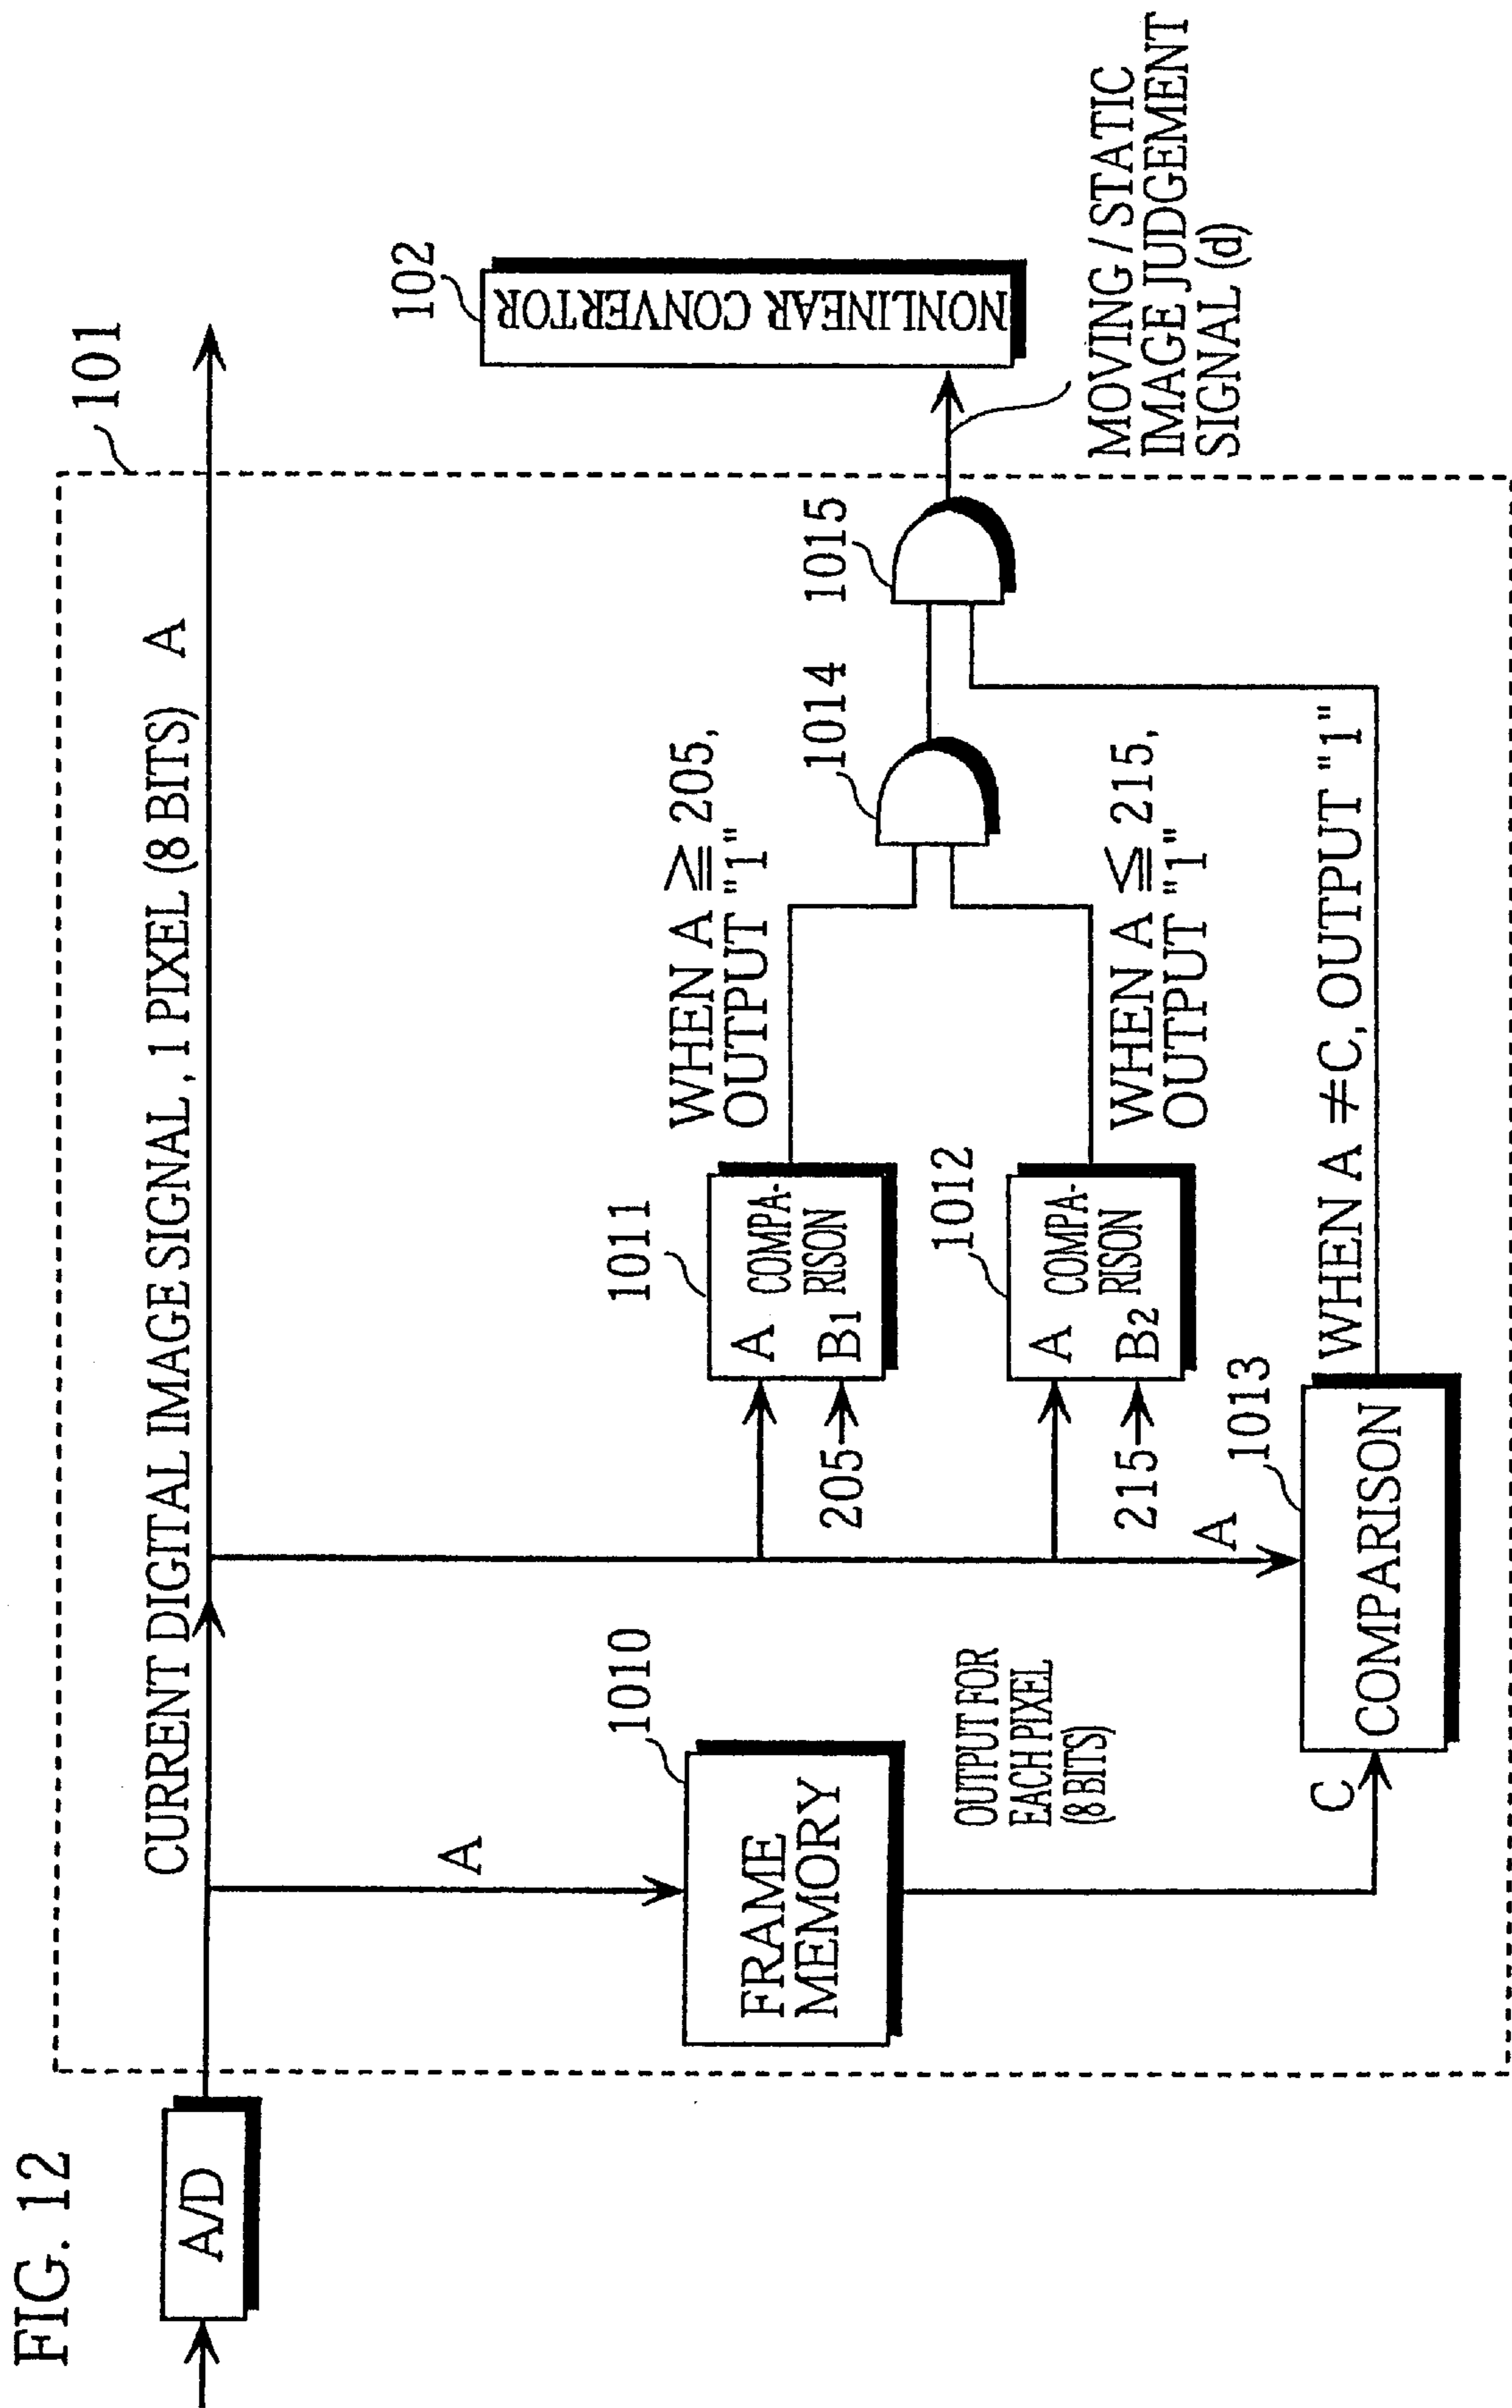 FIG. 12
A/D
CURRENT DIGITAL IMAGE SIGNAL, 1 PIXEL (8 BITS) A
101
A
FRAME
MEMORY
1010
OUTPUT FOR
EACH PIXEL
(8 BITS)
C
A
205
215
A COMPA-
RISON
B1
1011
A COMPA-
RISON
B2
1012
COMPARISON
1013
WHEN A ≧ 205,
OUTPUT "1"
WHEN A ≦ 215,
OUTPUT "1"
WHEN A ≠ C, OUTPUT "1"
1014
1015
102
NONLINEAR CONVERTOR
MOVING / STATIC
IMAGE JUDGEMENT
SIGNAL (d)